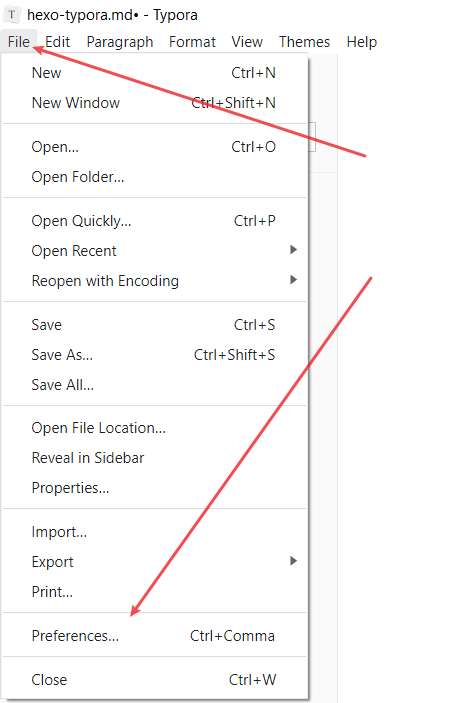 T hexo-typora.md• - Typora
File Edit Paragraph Format View Themes Help
New Ctrl+N
New Window Ctrl+Shift+N
Open... Ctrl+O
Open Folder...
Open Quickly... Ctrl+P
Open Recent
Reopen with Encoding
Save Ctrl+S
Save As... Ctrl+Shift+S
Save All...
Open File Location...
Reveal in Sidebar
Properties...
Import...
Export
Print...
Preferences... Ctrl+Comma
Close Ctrl+W